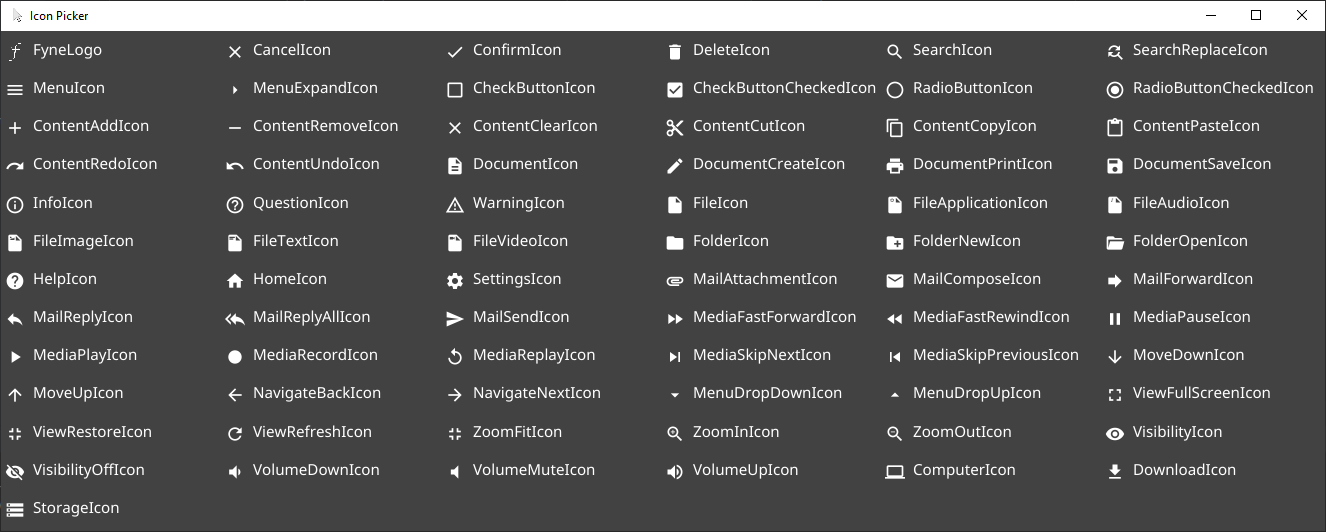 Icon Picker
FyneLogo CancelIcon ConfirmIcon DeleteIcon SearchIcon SearchReplaceIcon
MenuIcon MenuExpandIcon CheckButtonIcon CheckButtonCheckedIcon RadioButtonIcon RadioButtonCheckedIcon
ContentAddIcon ContentRemoveIcon ContentClearIcon ContentCutIcon ContentCopyIcon ContentPasteIcon
ContentRedoIcon ContentUndoIcon DocumentIcon DocumentCreateIcon DocumentPrintIcon DocumentSaveIcon
InfoIcon QuestionIcon WarningIcon FileIcon FileApplicationIcon FileAudioIcon
FileImageIcon FileTextIcon FileVideoIcon FolderIcon FolderNewIcon FolderOpenIcon
HelpIcon HomeIcon SettingsIcon MailAttachmentIcon MailComposeIcon MailForwardIcon
MailReplyIcon MailReplyAllIcon MailSendIcon MediaFastForwardIcon MediaFastRewindIcon MediaPauseIcon
MediaPlayIcon MediaRecordIcon MediaReplayIcon MediaSkipNextIcon MediaSkipPreviousIcon MoveDownIcon
MoveUpIcon NavigateBackIcon NavigateNextIcon MenuDropDownIcon MenuDropUpIcon ViewFullScreenIcon
ViewRestoreIcon ViewRefreshIcon ZoomFitIcon ZoomInIcon ZoomOutIcon VisibilityIcon
VisibilityOffIcon VolumeDownIcon VolumeMuteIcon VolumeUpIcon ComputerIcon DownloadIcon
StorageIcon